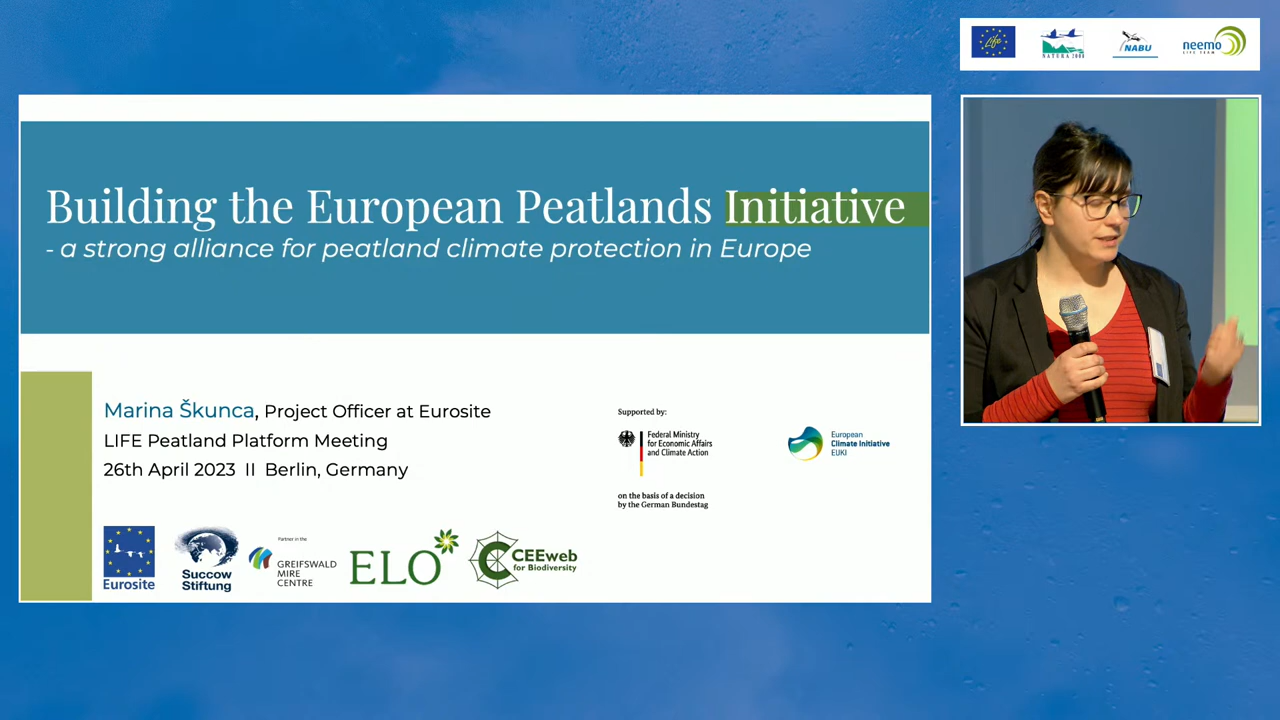 Life
NATURA 2000
NABU
neemo
LIFE TEAM
Building the European Peatlands Initiative
- a strong alliance for peatland climate protection in Europe
Marina Škunca, Project Officer at Eurosite
LIFE Peatland Platform Meeting
26th April 2023 II Berlin, Germany
Supported by:
Federal Ministry
for Economic Affairs
and Climate Action
on the basis of a decision
by the German Bundestag
European
Climate Initiative
EUKI
Eurosite
Succow
Stiftung
Partner in the
GREIFSWALD
MIRE
CENTRE
ELO
CEEweb
for Biodiversity